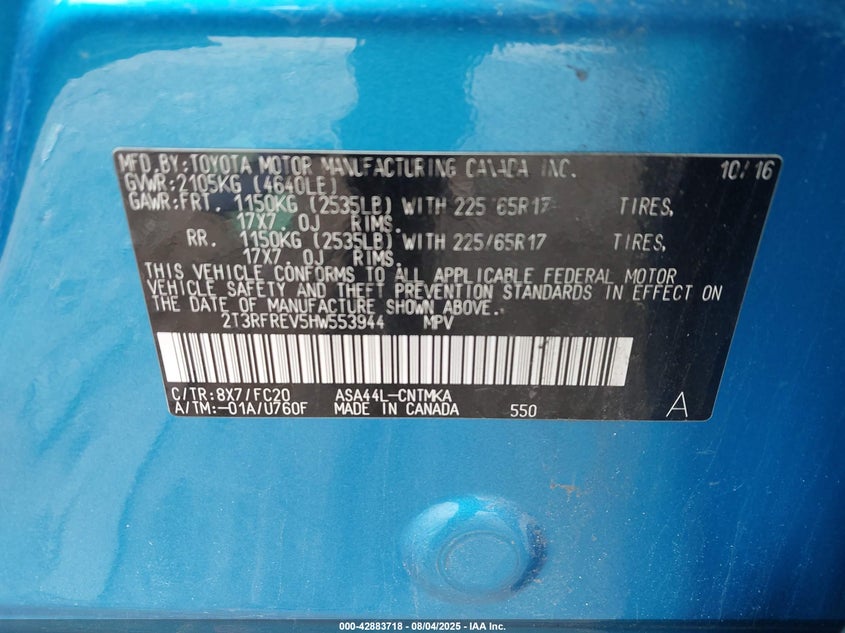 MFD.BY:TOYOTA MOTOR MANUFACTURING CANADA INC. 10/16
GVWR:2105KG (4640LB)
GAWR:FRT. 1150KG (2535LB) WITH 225/65R17 TIRES,
17X7.0J RIMS.
RR. 1150KG (2535LB) WITH 225/65R17 TIRES,
17X7.0J RIMS.
THIS VEHICLE CONFORMS TO ALL APPLICABLE FEDERAL MOTOR
VEHICLE SAFETY AND THEFT PREVENTION STANDARDS IN EFFECT ON
THE DATE OF MANUFACTURE SHOWN ABOVE.
2T3RFREV5HW553944 MPV
C/TR:8X7/FC20 ASA44L-CNTMKA
A/TM:-01A/U760F MADE IN CANADA 550 A
000-42883718 - 08/04/2025 - IAA Inc.